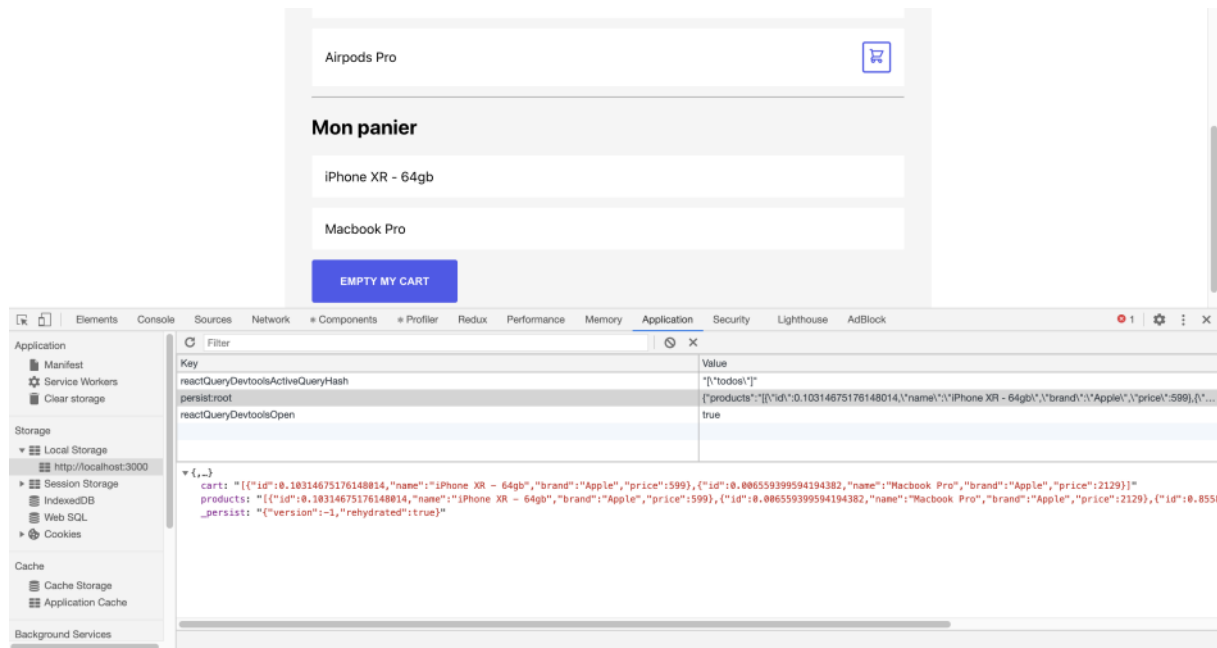 Airpods Pro
Mon panier
iPhone XR - 64gb
Macbook Pro
EMPTY MY CART
Elements Console Sources Network Components Profiler Redux Performance Memory Application Security Lighthouse AdBlock 1
Application
Manifest
Service Workers
Clear storage
Storage
Local Storage
http://localhost:3000
Session Storage
IndexedDB
Web SQL
Cookies
Cache
Cache Storage
Application Cache
Background Services
Filter
Key Value
reactQueryDevtoolsActiveQueryHash "[\"todos\"]"
persist:root {"products":"[{\"id\":0.10314675176148014,\"name\":\"iPhone XR - 64gb\",\"brand\":\"Apple\",\"price\":599},{\"...
reactQueryDevtoolsOpen true
{,…}
cart: "[{"id":0.10314675176148014,"name":"iPhone XR - 64gb","brand":"Apple","price":599},{"id":0.006559399594194382,"name":"Macbook Pro","brand":"Apple","price":2129}]"
products: "[{"id":0.10314675176148014,"name":"iPhone XR - 64gb","brand":"Apple","price":599},{"id":0.006559399594194382,"name":"Macbook Pro","brand":"Apple","price":2129},{"id":0.855
_persist: "{"version":-1,"rehydrated":true}"